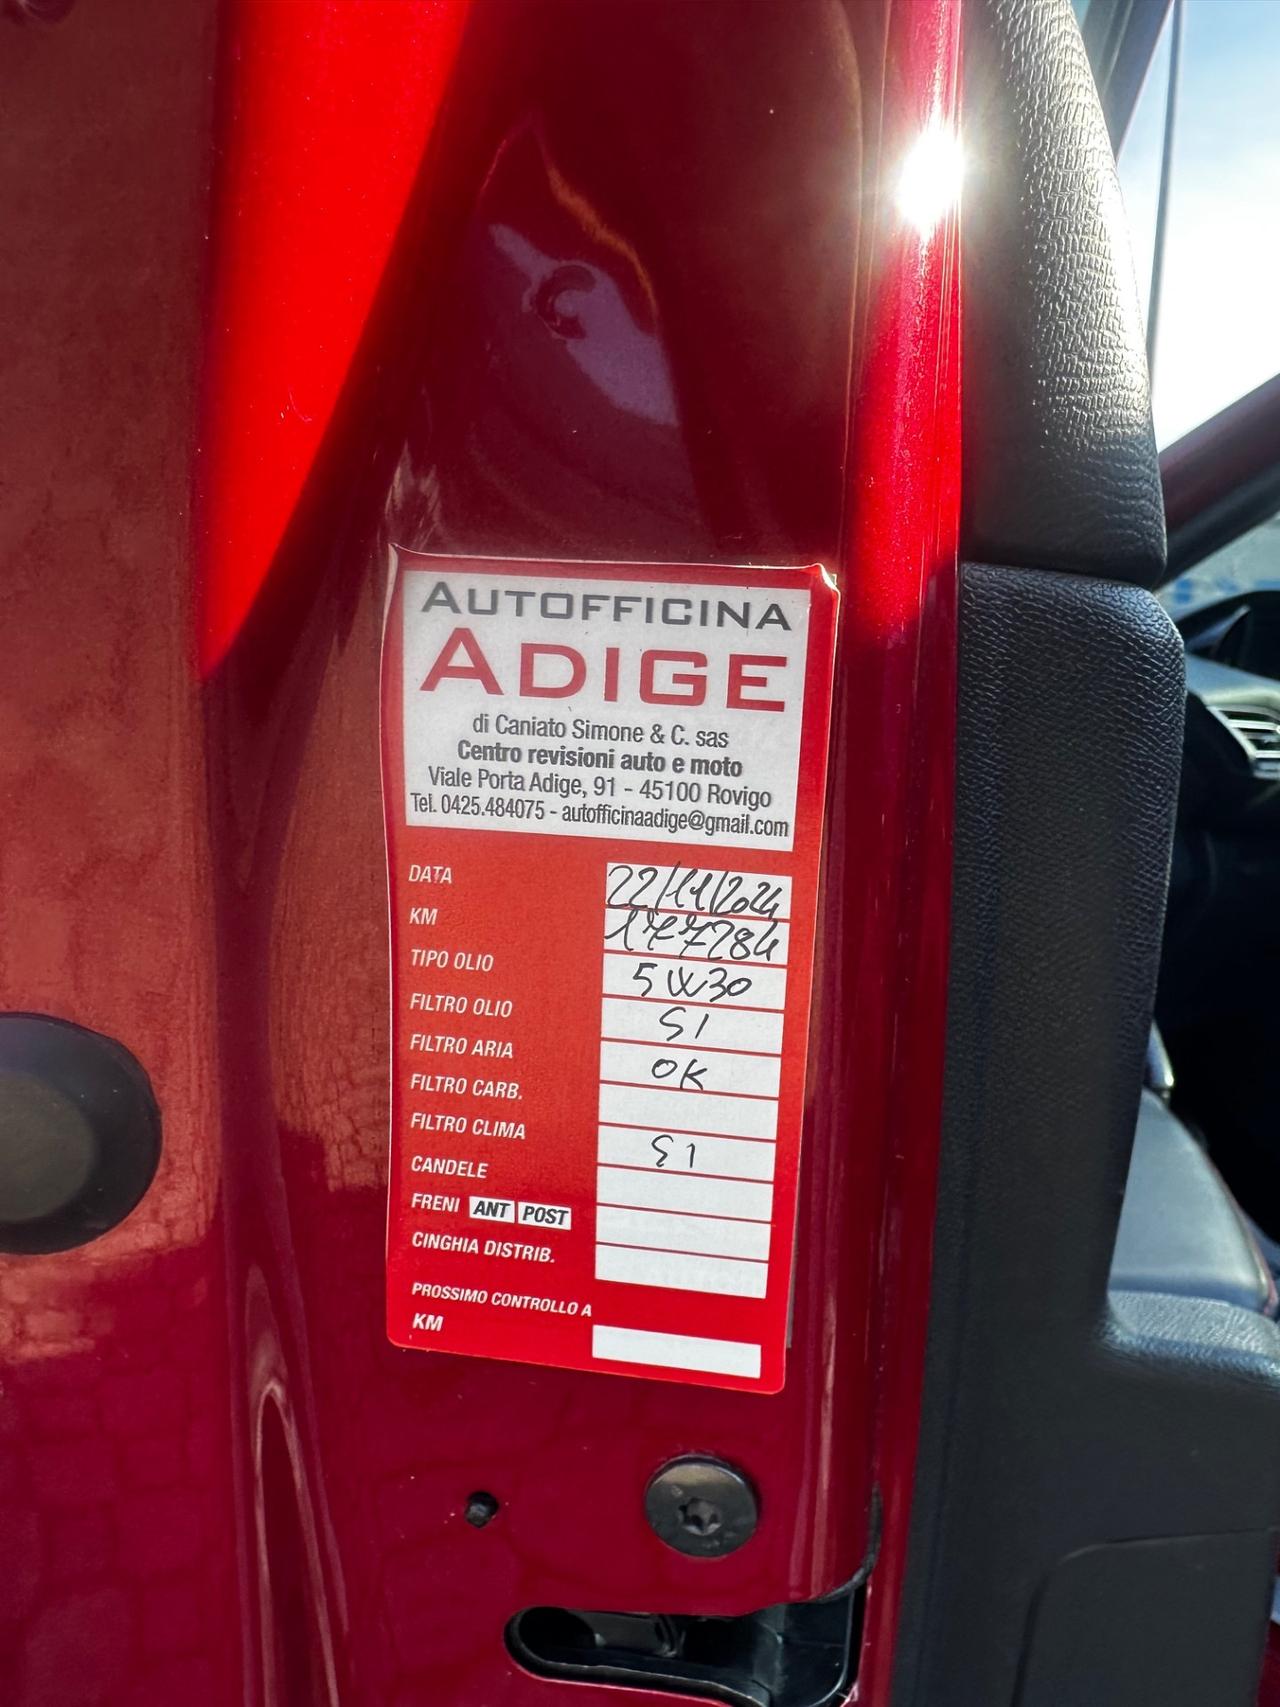 AUTOFFICINA
ADIGE
di Caniato Simone & C. sas
Centro revisioni auto e moto
Viale Porta Adige, 91 - 45100 Rovigo
Tel. 0425.484075 - autofficinaadige@gmail.com
DATA 22/11/2024
KM 177284
TIPO OLIO 5W30
FILTRO OLIO SI
FILTRO ARIA OK
FILTRO CARB.
FILTRO CLIMA SI
CANDELE
FRENI ANT POST
CINGHIA DISTRIB.
PROSSIMO CONTROLLO A
KM